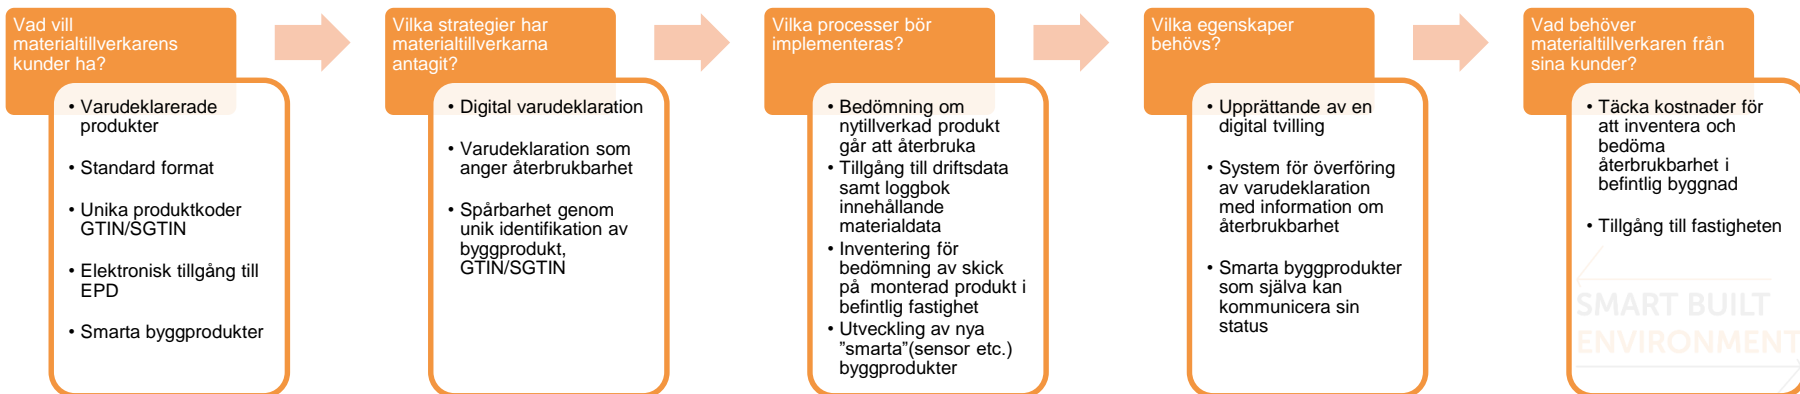 Vad vill
materialtillverkarens
kunder ha?
• Varudeklarerade
produkter
• Standard format
• Unika produktkoder
GTIN/SGTIN
• Elektronisk tillgång till
EPD
• Smarta byggprodukter
Vilka strategier har
materialtillverkarna
antagit?
• Digital varudeklaration
• Varudeklaration som
anger återbrukbarhet
• Spårbarhet genom
unik identifikation av
byggprodukt,
GTIN/SGTIN
Vilka processer bör
implementeras?
• Bedömning om
nytillverkad produkt
går att återbruka
• Tillgång till driftsdata
samt loggbok
innehållande
materialdata
• Inventering för
bedömning av skick
på monterad produkt i
befintlig fastighet
• Utveckling av nya
”smarta”(sensor etc.)
byggprodukter
Vilka egenskaper
behövs?
• Upprättande av en
digital tvilling
• System för överföring
av varudeklaration
med information om
återbrukbarhet
• Smarta byggprodukter
som själva kan
kommunicera sin
status
Vad behöver
materialtillverkaren från
sina kunder?
• Täcka kostnader för
att inventera och
bedöma
återbrukbarhet i
befintlig byggnad
• Tillgång till fastigheten
SMART BUILT
ENVIRONMENT